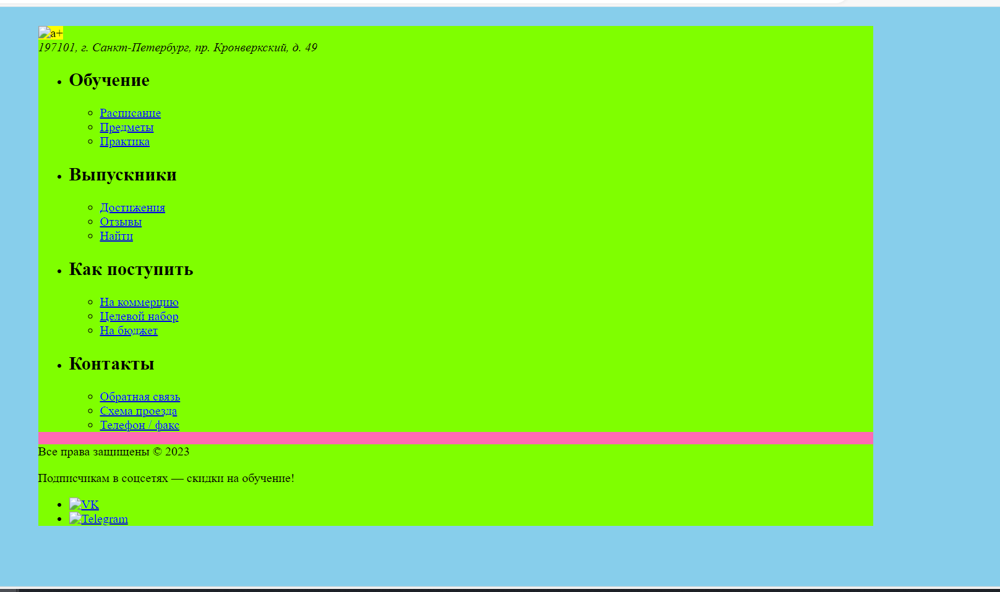 a+
197101, г. Санкт-Петербург, пр. Кронверкский, д. 49
Обучение
Расписание
Предметы
Практика
Выпускники
Достижения
Отзывы
Найти
Как поступить
На коммерцию
Целевой набор
На бюджет
Контакты
Обратная связь
Схема проезда
Телефон / факс
Все права защищены © 2023
Подписчикам в соцсетях — скидки на обучение!
VK
Telegram